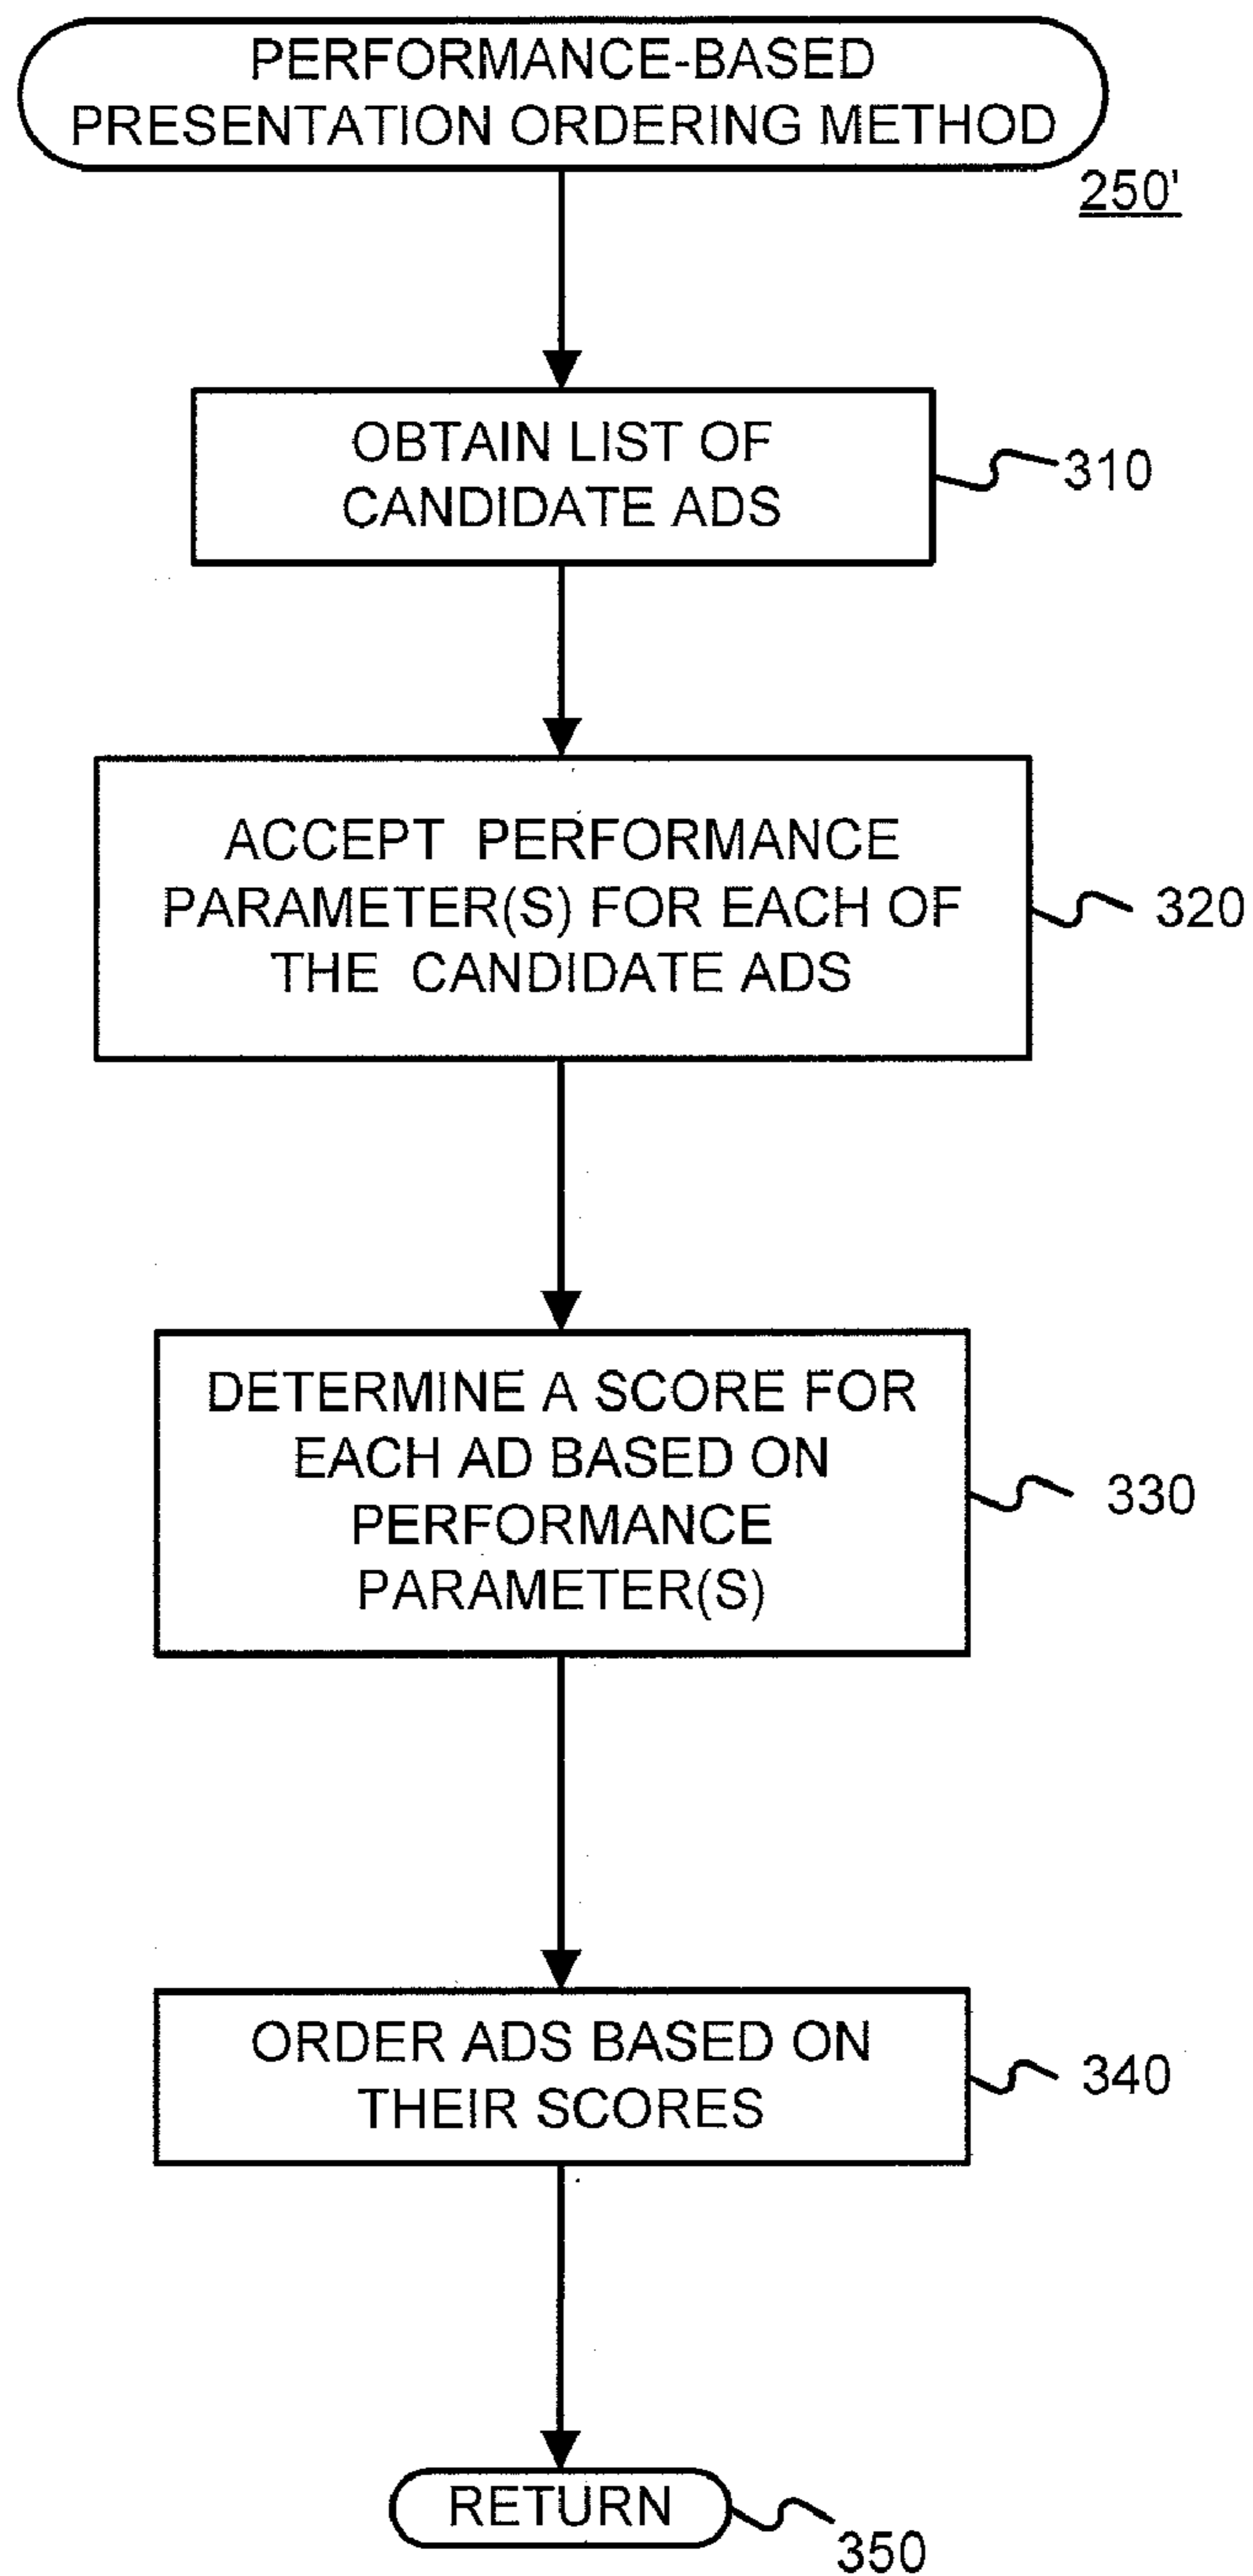 PERFORMANCE-BASED
PRESENTATION ORDERING METHOD
250'
OBTAIN LIST OF
CANDIDATE ADS
310
ACCEPT PERFORMANCE
PARAMETER(S) FOR EACH OF
THE CANDIDATE ADS
320
DETERMINE A SCORE FOR
EACH AD BASED ON
PERFORMANCE
PARAMETER(S)
330
ORDER ADS BASED ON
THEIR SCORES
340
RETURN
350